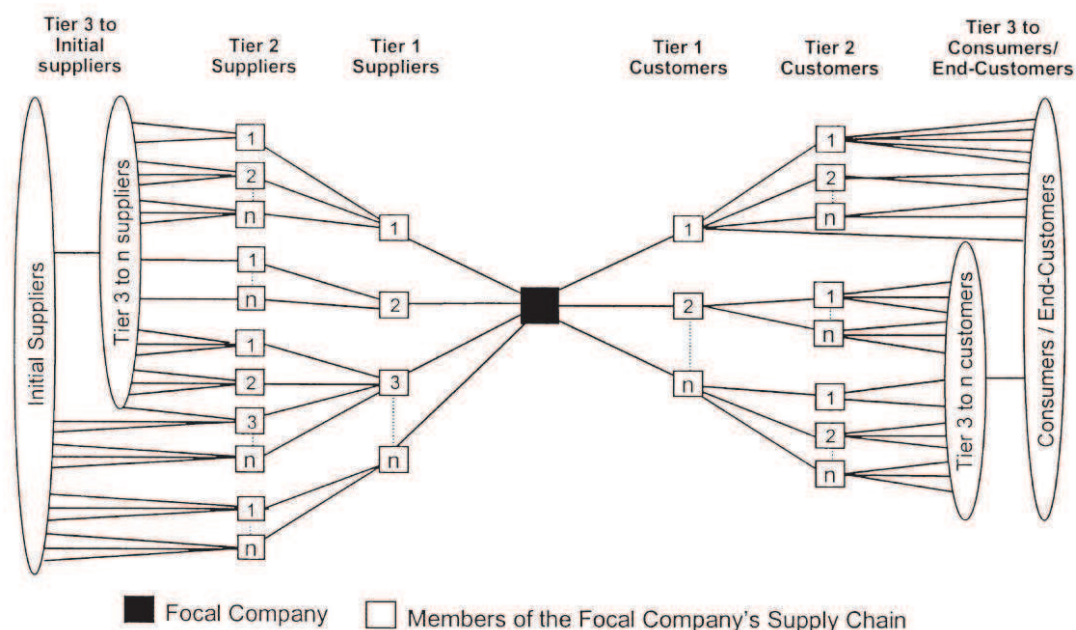 Tier 3 to
Initial
suppliers
Tier 2
Suppliers
Tier 1
Suppliers
Tier 1
Customers
Tier 2
Customers
Tier 3 to
Consumers/
End-Customers
Initial Suppliers
Tier 3 to n suppliers
1
2
n
1
n
1
2
3
n
1
n
1
2
3
n
1
2
n
1
2
n
1
n
1
2
n
Tier 3 to n customers
Consumers / End-Customers
Focal Company
Members of the Focal Company's Supply Chain